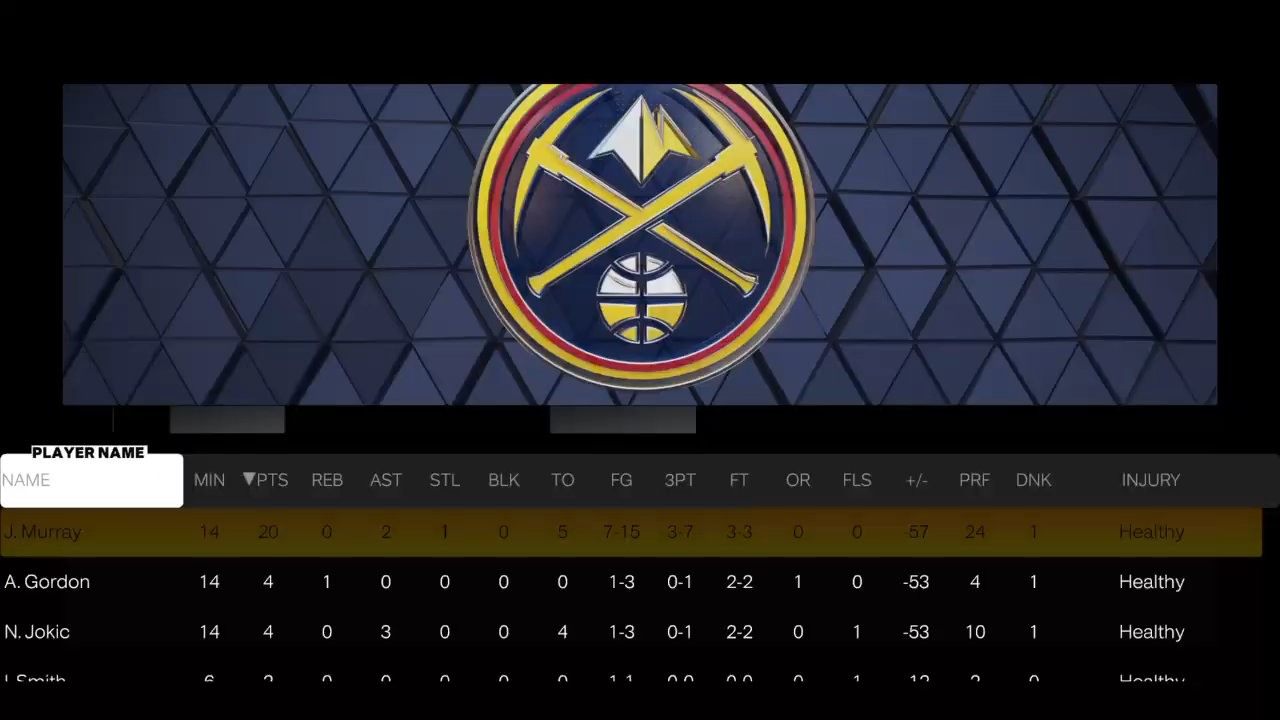 PLAYER NAME
NAME MIN ▼PTS REB AST STL BLK TO FG 3PT FT OR FLS +/- PRF DNK INJURY
J. Murray 14 20 0 2 1 0 5 7-15 3-7 3-3 0 0 -57 24 1 Healthy
A. Gordon 14 4 1 0 0 0 0 1-3 0-1 2-2 1 0 -53 4 1 Healthy
N. Jokic 14 4 0 3 0 0 4 1-3 0-1 2-2 0 1 -53 10 1 Healthy